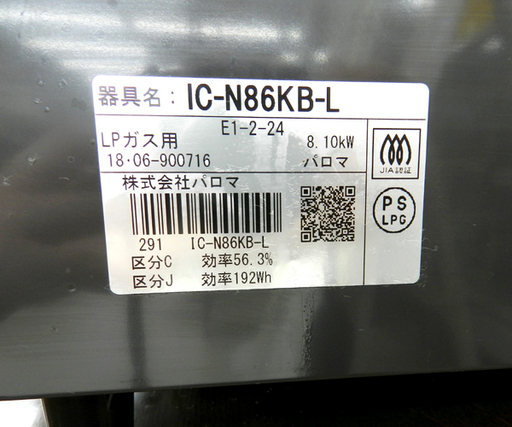 器具名：IC-N86KB-L
E1-2-24
LPガス用 8.10kW
18・06-900716 パロマ
株式会社パロマ
291 IC-N86KB-L
区分C 効率56.3%
区分J 効率192Wh
JIA認証
PS
LPG